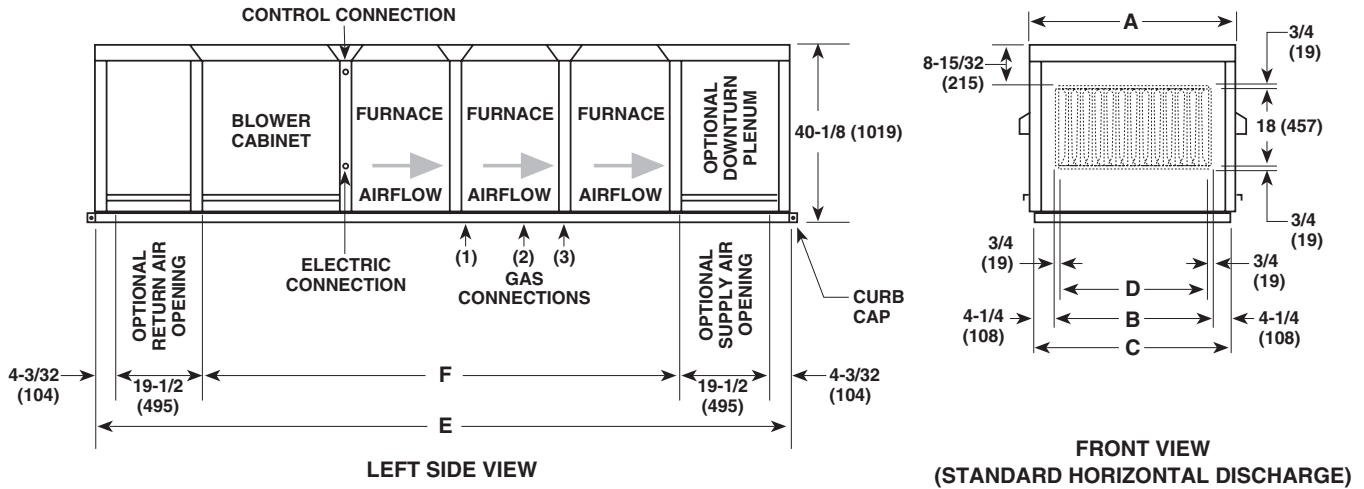 CONTROL CONNECTION
BLOWER
CABINET
FURNACE
AIRFLOW
FURNACE
AIRFLOW
FURNACE
AIRFLOW
OPTIONAL
DOWNTURN
PLENUM
40-1/8 (1019)
OPTIONAL
RETURN AIR
OPENING
ELECTRIC
CONNECTION
(1)
(2)
(3)
GAS
CONNECTIONS
OPTIONAL
SUPPLY AIR
OPENING
CURB
CAP
4-3/32
(104)
19-1/2
(495)
F
19-1/2
(495)
4-3/32
(104)
E
LEFT SIDE VIEW
A
8-15/32
(215)
3/4
(19)
18 (457)
3/4
(19)
3/4
(19)
3/4
(19)
D
4-1/4
(108)
B
4-1/4
(108)
C
FRONT VIEW
(STANDARD HORIZONTAL DISCHARGE)